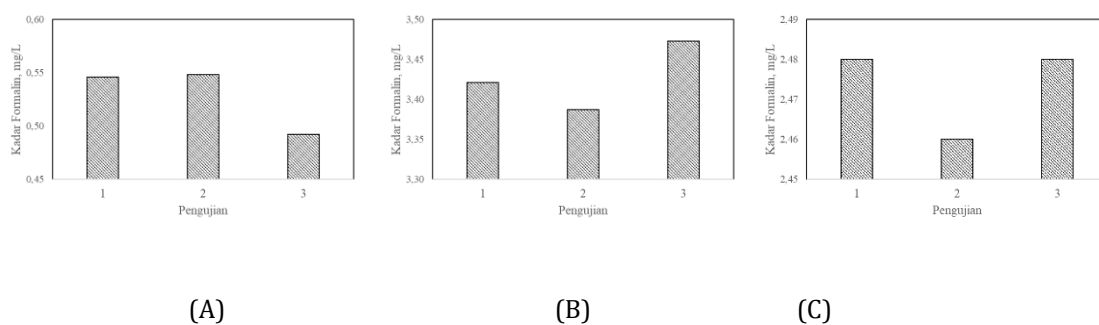 0,60
0,55
0,50
0,45
Kadar Formalin, mg/L
1 2 3
Pengujian
3,50
3,45
3,40
3,35
3,30
Kadar Formalin, mg/L
1 2 3
Pengujian
2,49
2,48
2,47
2,46
2,45
Kadar Formalin, mg/L
1 2 3
Pengujian
(A) (B) (C)